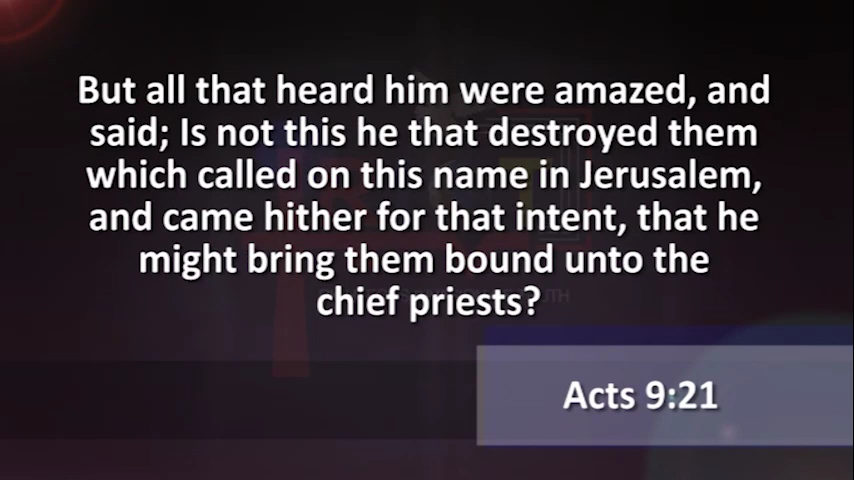 But all that heard him were amazed, and
said; Is not this he that destroyed them
which called on this name in Jerusalem,
and came hither for that intent, that he
might bring them bound unto the
chief priests?
Acts 9:21